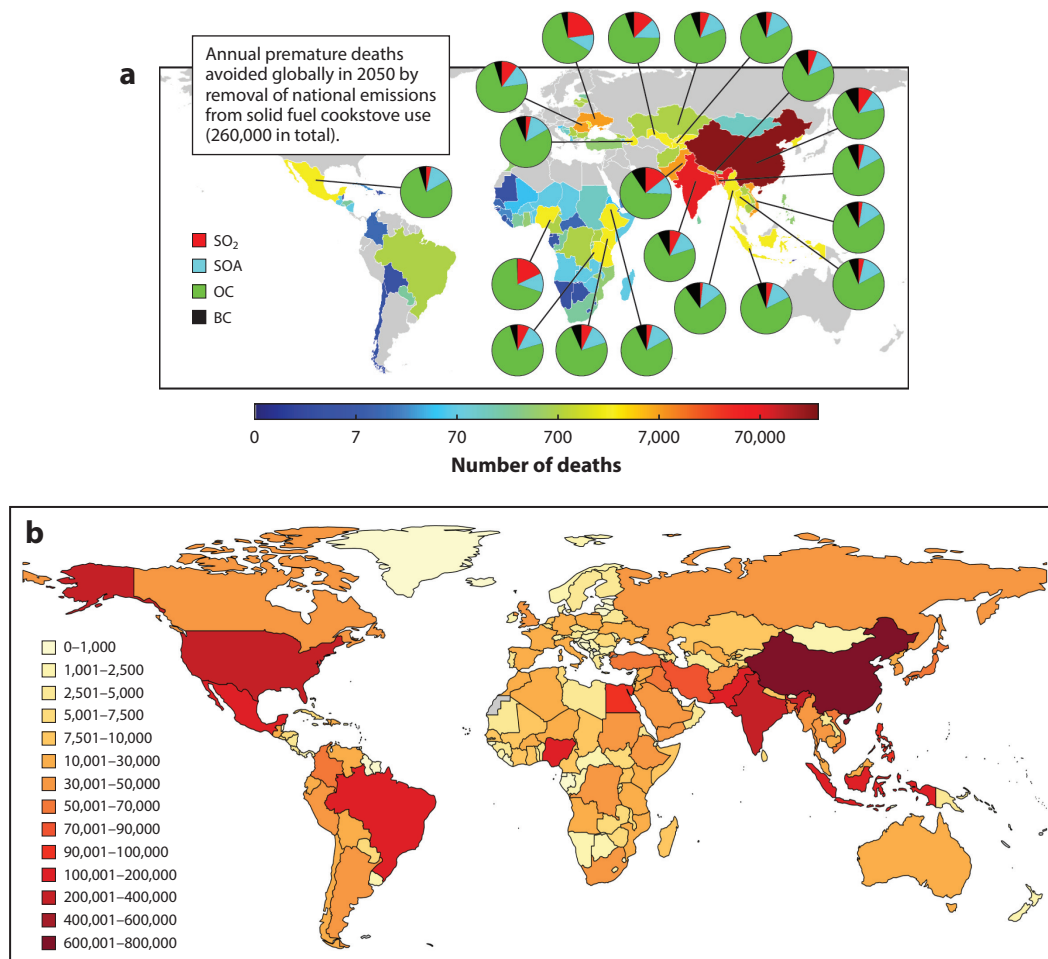 a
Annual premature deaths
avoided globally in 2050 by
removal of national emissions
from solid fuel cookstove use
(260,000 in total).
SO₂
SOA
OC
BC
0 7 70 700 7,000 70,000
Number of deaths
b
0–1,000
1,001–2,500
2,501–5,000
5,001–7,500
7,501–10,000
10,001–30,000
30,001–50,000
50,001–70,000
70,001–90,000
90,001–100,000
100,001–200,000
200,001–400,000
400,001–600,000
600,001–800,000